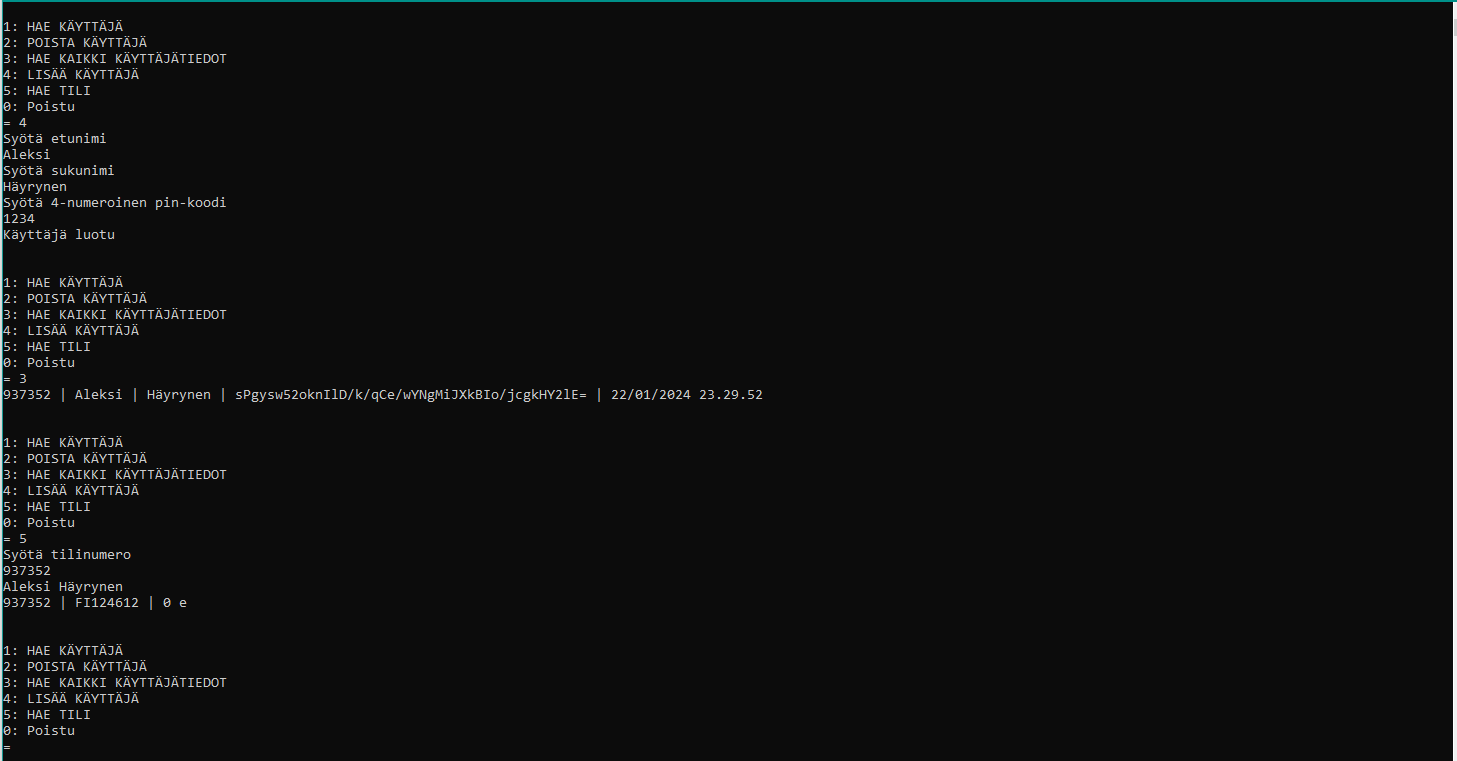 1: HAE KÄYTTÄJÄ
2: POISTA KÄYTTÄJÄ
3: HAE KAIKKI KÄYTTÄJÄTIEDOT
4: LISÄÄ KÄYTTÄJÄ
5: HAE TILI
0: Poistu
= 4
Syötä etunimi
Aleksi
Syötä sukunimi
Häyrynen
Syötä 4-numeroinen pin-koodi
1234
Käyttäjä luotu
1: HAE KÄYTTÄJÄ
2: POISTA KÄYTTÄJÄ
3: HAE KAIKKI KÄYTTÄJÄTIEDOT
4: LISÄÄ KÄYTTÄJÄ
5: HAE TILI
0: Poistu
= 3
937352 | Aleksi | Häyrynen | sPgysw52oknIlD/k/qCe/wYNgMiJXkBIo/jcgkHY2lE= | 22/01/2024 23.29.52
1: HAE KÄYTTÄJÄ
2: POISTA KÄYTTÄJÄ
3: HAE KAIKKI KÄYTTÄJÄTIEDOT
4: LISÄÄ KÄYTTÄJÄ
5: HAE TILI
0: Poistu
= 5
Syötä tilinumero
937352
Aleksi Häyrynen
937352 | FI124612 | 0 e
1: HAE KÄYTTÄJÄ
2: POISTA KÄYTTÄJÄ
3: HAE KAIKKI KÄYTTÄJÄTIEDOT
4: LISÄÄ KÄYTTÄJÄ
5: HAE TILI
0: Poistu
=